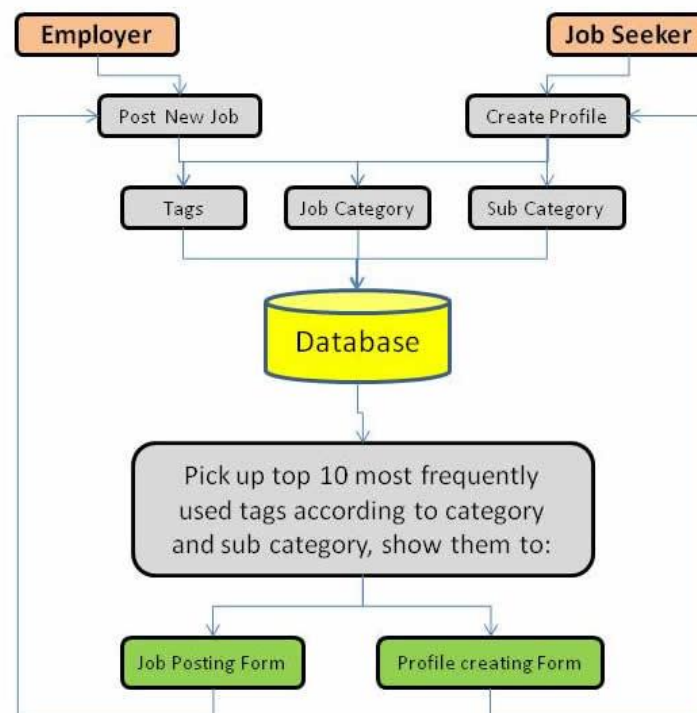 Employer
Job Seeker
Post New Job
Create Profile
Tags
Job Category
Sub Category
Database
Pick up top 10 most frequently
used tags according to category
and sub category, show them to:
Job Posting Form
Profile creating Form